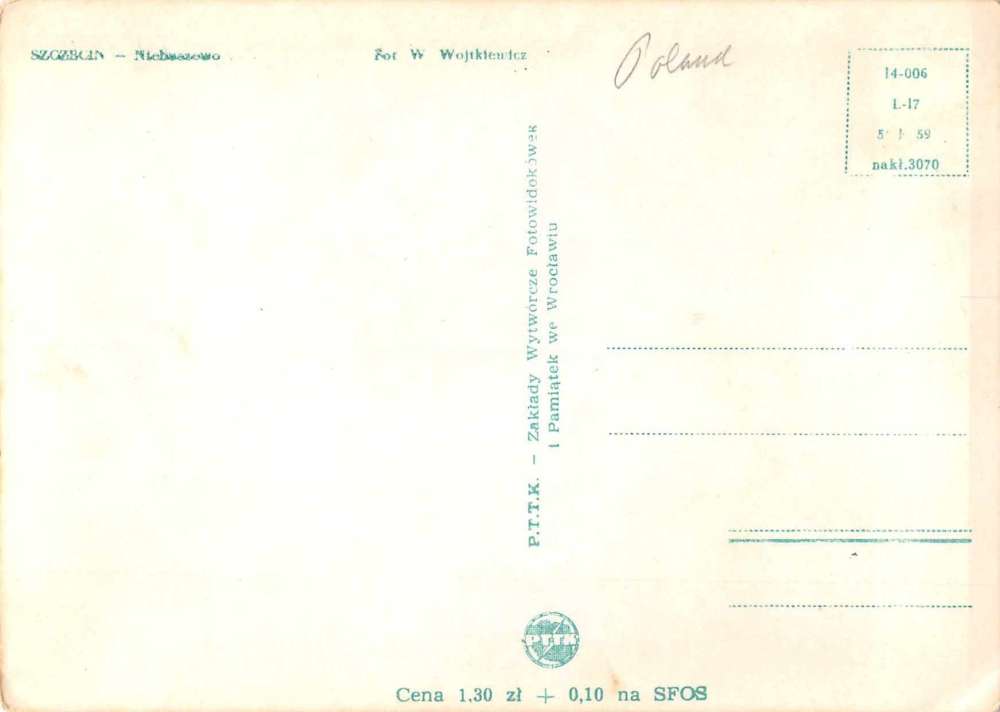 SZCZECIN – Niebuszewo
Fot W Wojtkiewicz
Poland
14-006
L-17
59
nakł.3070
P.T.T.K. – Zakłady Wytwórcze Fotowidokówek
i Pamiątek we Wrocławiu
PTTK
Cena 1,30 zł + 0,10 na SFOS